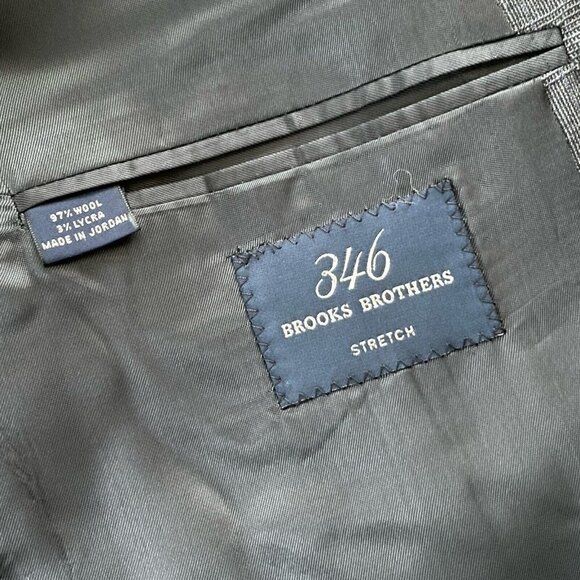 97% WOOL
3% LYCRA
MADE IN JORDAN
346
BROOKS BROTHERS
STRETCH